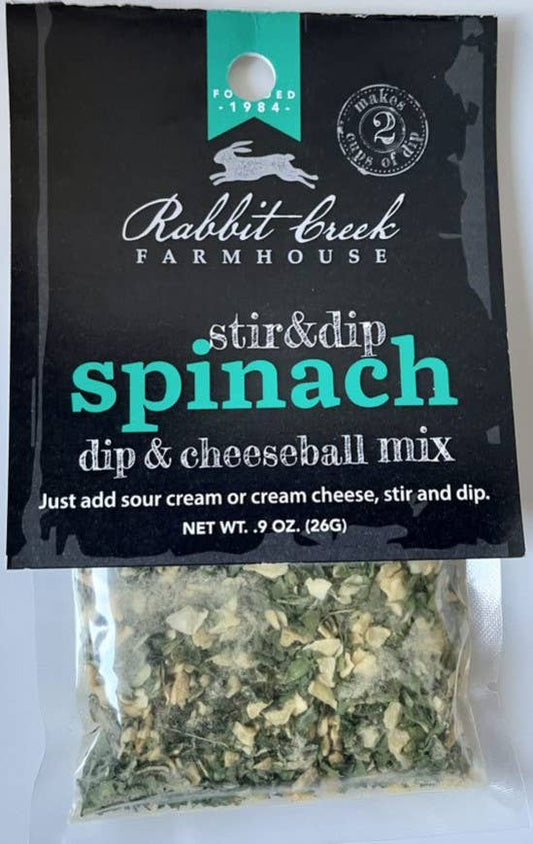 FOUNDED
-1984-
makes
2
cups of dip
Rabbit Creek
FARMHOUSE
stir&dip
spinach
dip & cheeseball mix
Just add sour cream or cream cheese, stir and dip.
NET WT. .9 OZ. (26G)